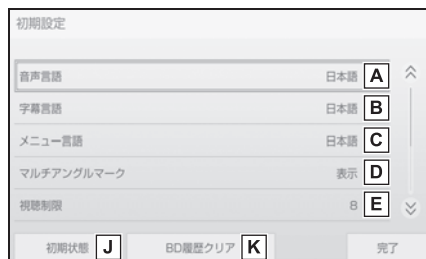 初期設定
音声言語 日本語 A
字幕言語 日本語 B
メニュー言語 日本語 C
マルチアングルマーク 表示 D
視聴制限 8 E
初期状態 J BD履歴クリア K 完了